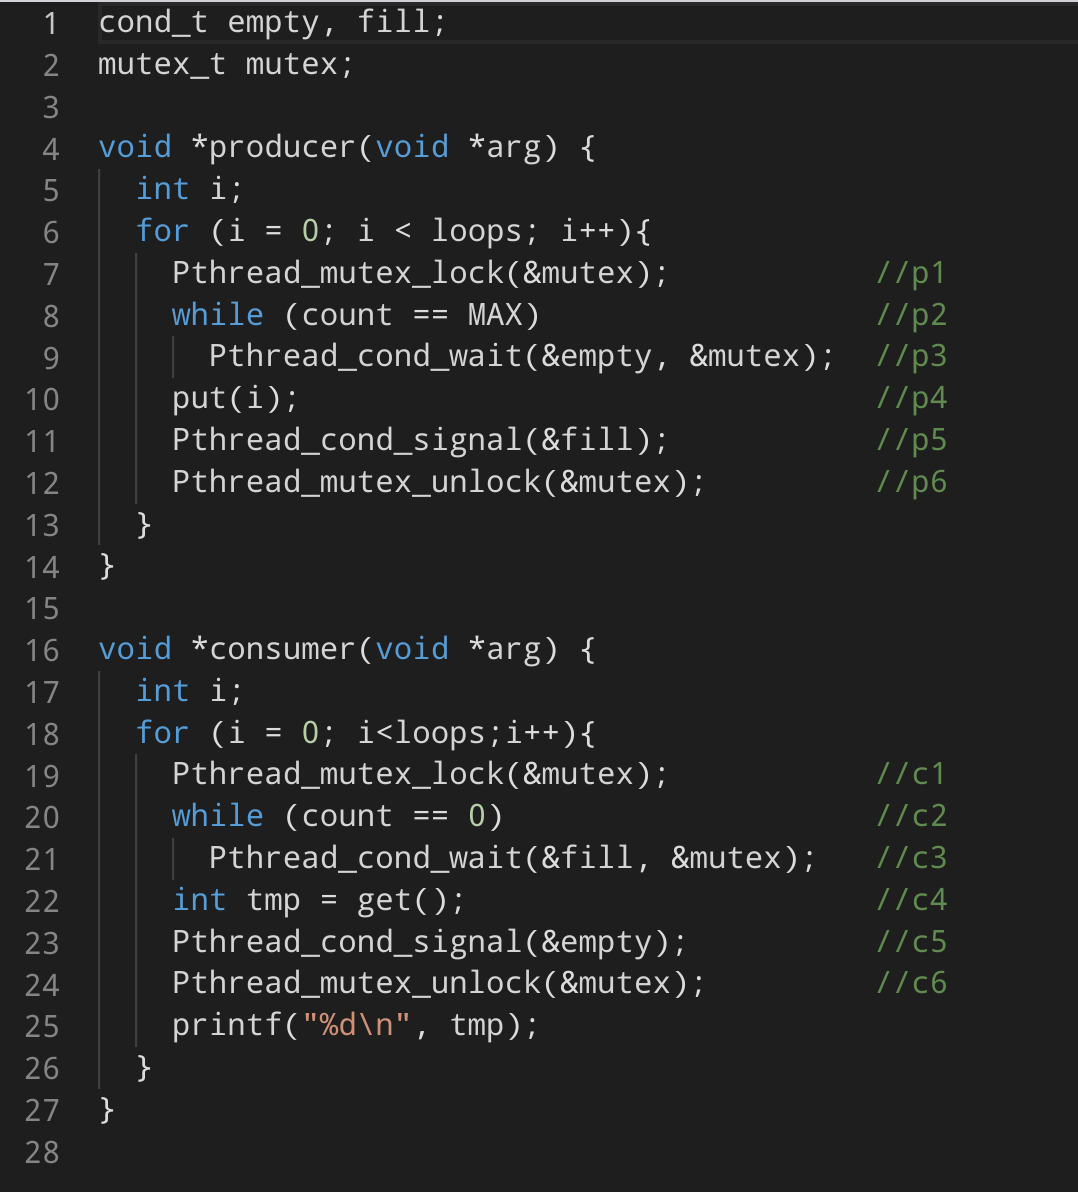 1 cond_t empty, fill;
2 mutex_t mutex;
3
4 void *producer(void *arg) {
5   int i;
6   for (i = 0; i < loops; i++){
7     Pthread_mutex_lock(&mutex);           //p1
8     while (count == MAX)                  //p2
9       Pthread_cond_wait(&empty, &mutex);  //p3
10     put(i);                               //p4
11     Pthread_cond_signal(&fill);           //p5
12     Pthread_mutex_unlock(&mutex);         //p6
13   }
14 }
15
16 void *consumer(void *arg) {
17   int i;
18   for (i = 0; i<loops;i++){
19     Pthread_mutex_lock(&mutex);           //c1
20     while (count == 0)                    //c2
21       Pthread_cond_wait(&fill, &mutex);   //c3
22     int tmp = get();                      //c4
23     Pthread_cond_signal(&empty);          //c5
24     Pthread_mutex_unlock(&mutex);         //c6
25     printf("%d\n", tmp);
26   }
27 }
28